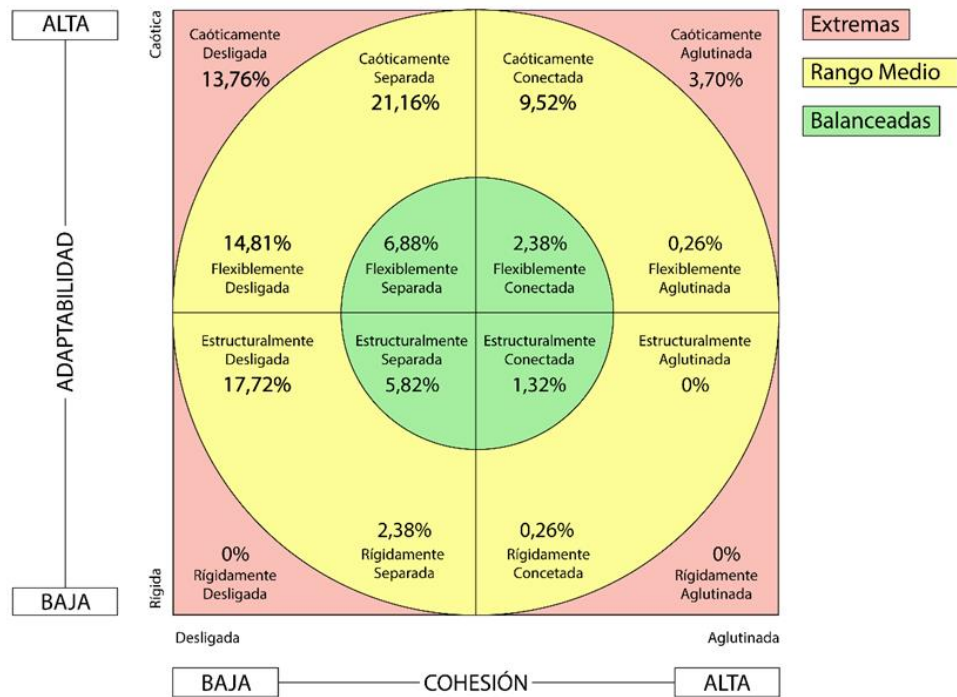 ALTA
Caótica
Caóticamente
Desligada
13,76%
Caóticamente
Separada
21,16%
Caóticamente
Conectada
9,52%
Caóticamente
Aglutinada
3,70%
Extremas
Rango Medio
Balanceadas
ADAPTABILIDAD
14,81%
Flexiblemente
Desligada
6,88%
Flexiblemente
Separada
2,38%
Flexiblemente
Conectada
0,26%
Flexiblemente
Aglutinada
Estructuralmente
Desligada
17,72%
Estructuralmente
Separada
5,82%
Estructuralmente
Conectada
1,32%
Estructuralmente
Aglutinada
0%
0%
Rígidamente
Desligada
2,38%
Rígidamente
Separada
0,26%
Rígidamente
Concetada
0%
Rígidamente
Aglutinada
BAJA
Rígida
Desligada
Aglutinada
BAJA
COHESIÓN
ALTA